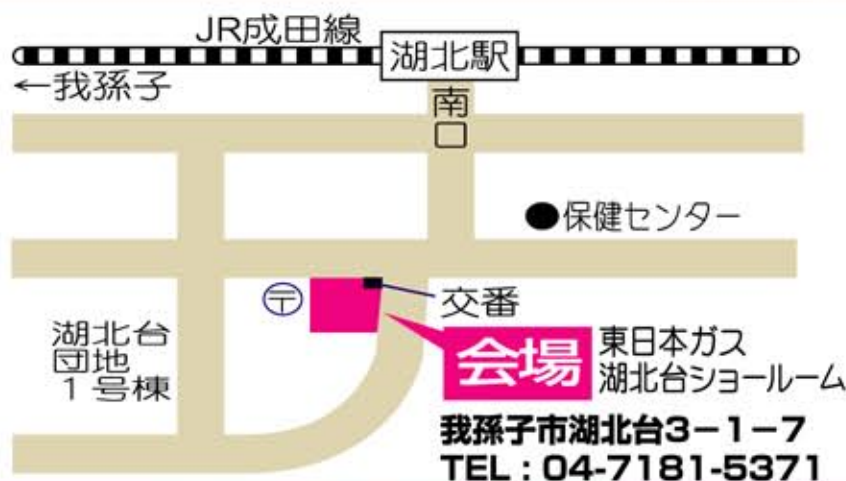 JR成田線
湖北駅
←我孫子
南口
●保健センター
〒
交番
湖北台
団地
1号棟
会場
東日本ガス
湖北台ショールーム
我孫子市湖北台3−1−7
TEL：04-7181-5371